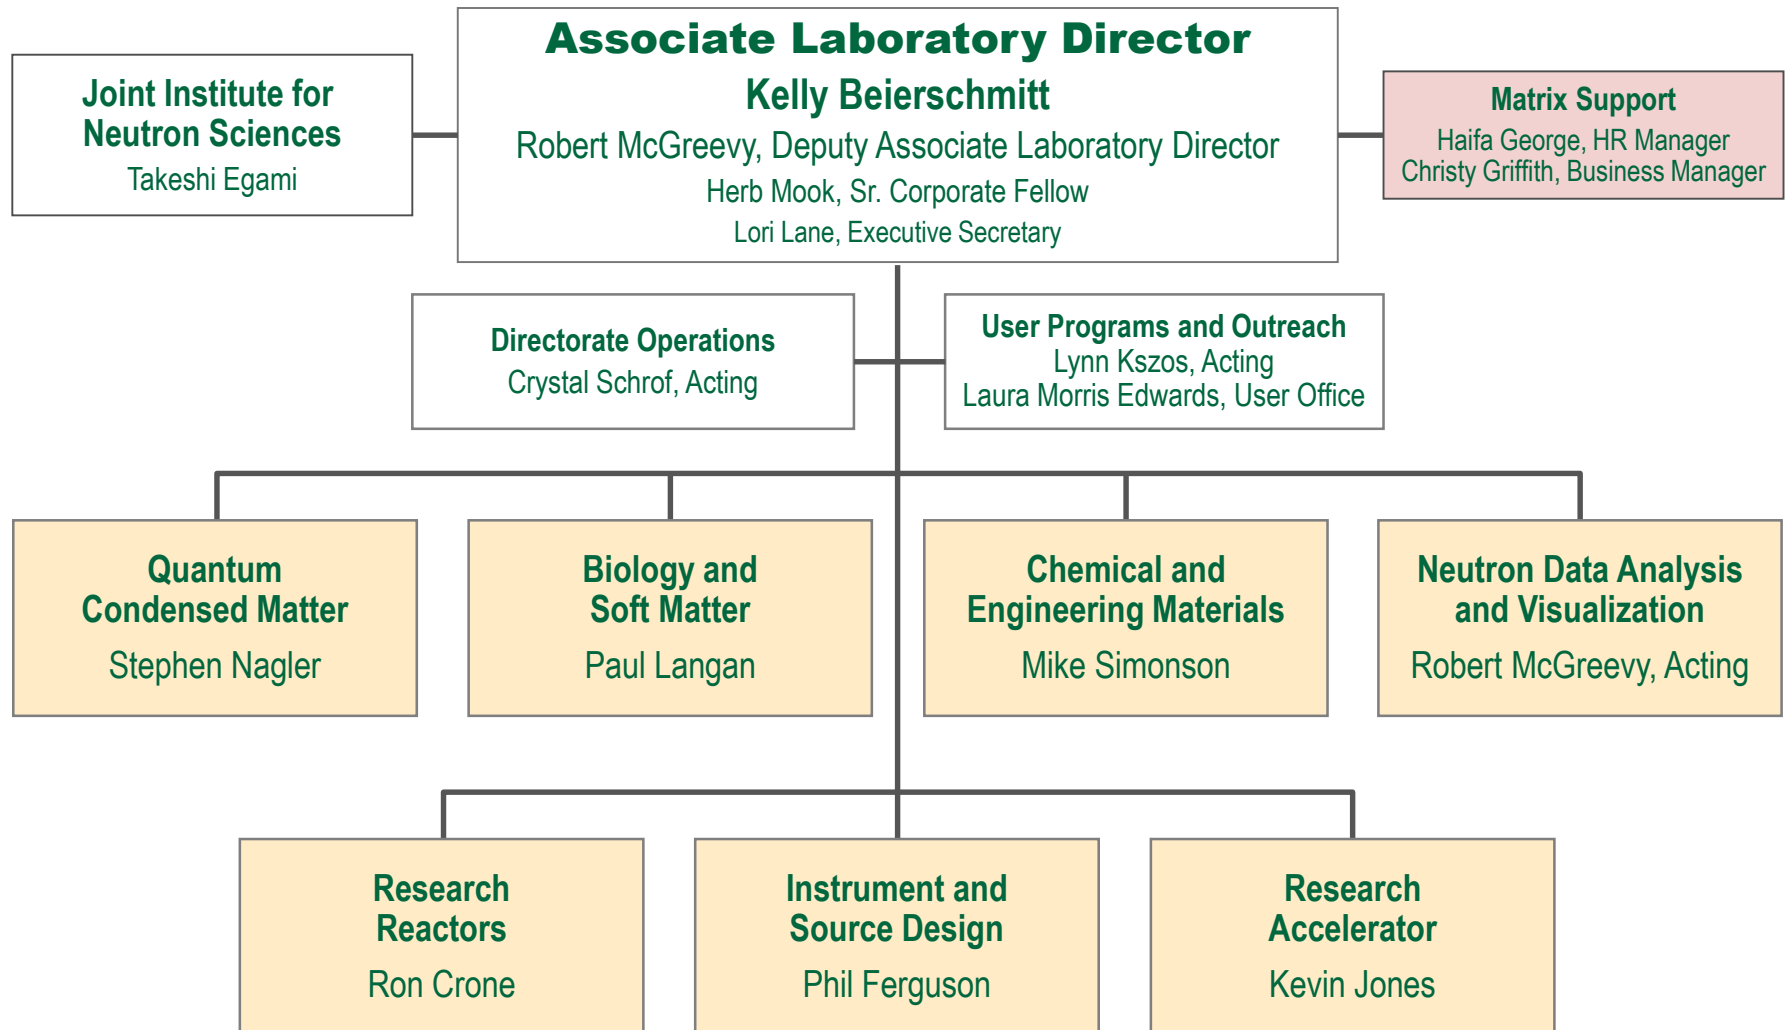 Associate Laboratory Director
Kelly Beierschmitt
Robert McGreevy, Deputy Associate Laboratory Director
Herb Mook, Sr. Corporate Fellow
Lori Lane, Executive Secretary
Joint Institute for
Neutron Sciences
Takeshi Egami
Matrix Support
Haifa George, HR Manager
Christy Griffith, Business Manager
Directorate Operations
Crystal Schrof, Acting
User Programs and Outreach
Lynn Kszos, Acting
Laura Morris Edwards, User Office
Quantum
Condensed Matter
Stephen Nagler
Biology and
Soft Matter
Paul Langan
Chemical and
Engineering Materials
Mike Simonson
Neutron Data Analysis
and Visualization
Robert McGreevy, Acting
Research
Reactors
Ron Crone
Instrument and
Source Design
Phil Ferguson
Research
Accelerator
Kevin Jones